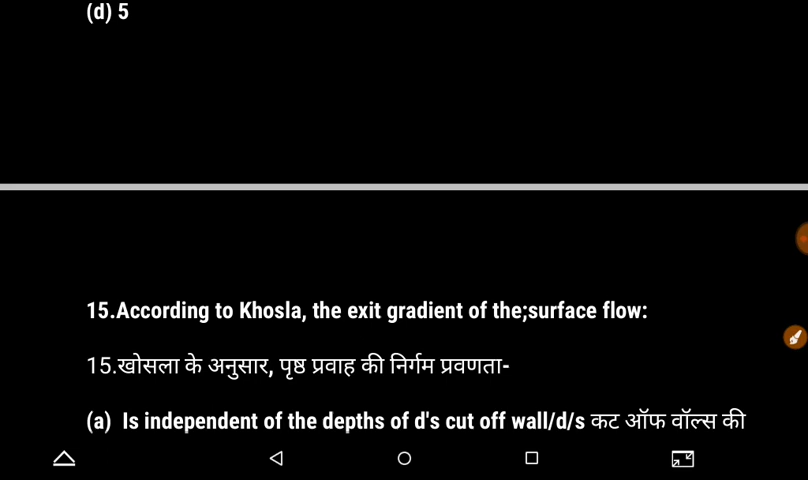 (d) 5
15.According to Khosla, the exit gradient of the;surface flow:
15.खोसला के अनुसार, पृष्ठ प्रवाह की निर्गम प्रवणता-
(a) Is independent of the depths of d's cut off wall/d/s कट ऑफ वॉल्स की